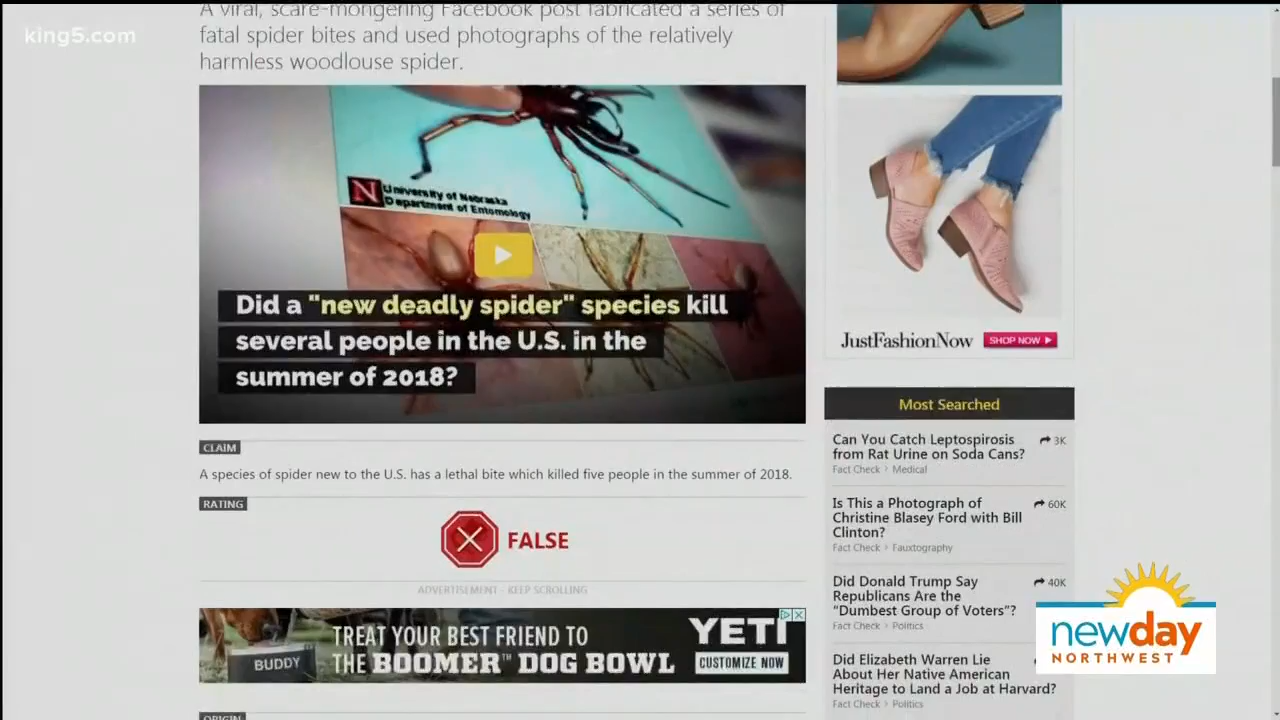 A viral, scare-mongering Facebook post fabricated a series of
fatal spider bites and used photographs of the relatively
harmless woodlouse spider.
king5.com
N University of Nebraska
Department of Entomology
Did a "new deadly spider" species kill
several people in the U.S. in the
summer of 2018?
CLAIM
A species of spider new to the U.S. has a lethal bite which killed five people in the summer of 2018.
RATING
FALSE
ADVERTISEMENT - KEEP SCROLLING
BUDDY
TREAT YOUR BEST FRIEND TO
THE BOOMER™ DOG BOWL
YETI
CUSTOMIZE NOW
ORIGIN
JustFashionNow
SHOP NOW
Most Searched
Can You Catch Leptospirosis
from Rat Urine on Soda Cans?
3K
Fact Check > Medical
Is This a Photograph of
Christine Blasey Ford with Bill
Clinton?
60K
Fact Check > Fauxtography
Did Donald Trump Say
Republicans Are the
"Dumbest Group of Voters"?
40K
Fact Check > Politics
Did Elizabeth Warren Lie
About Her Native American
Heritage to Land a Job at Harvard?
Fact Check > Politics
newday
NORTHWEST